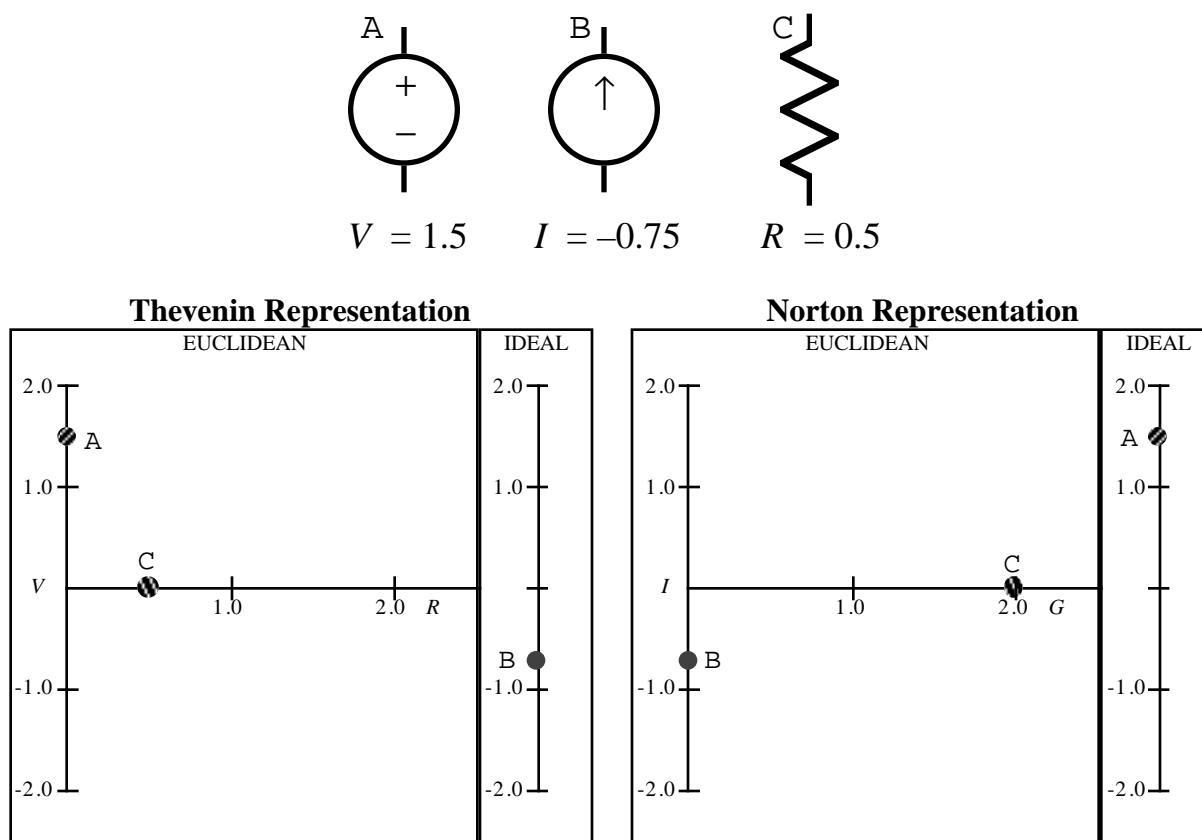 A B C
+
↑
–
V = 1.5 I = –0.75 R = 0.5
Thevenin Representation Norton Representation
EUCLIDEAN IDEAL EUCLIDEAN IDEAL
2.0 2.0 2.0 2.0
A A
1.0 1.0 1.0 1.0
C C
V 1.0 2.0 R I 1.0 2.0 G
B B
-1.0 -1.0 -1.0 -1.0
-2.0 -2.0 -2.0 -2.0